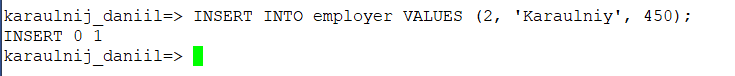 karaulnij_daniil=> INSERT INTO employer VALUES (2, 'Karaulniy', 450);
INSERT 0 1
karaulnij_daniil=>